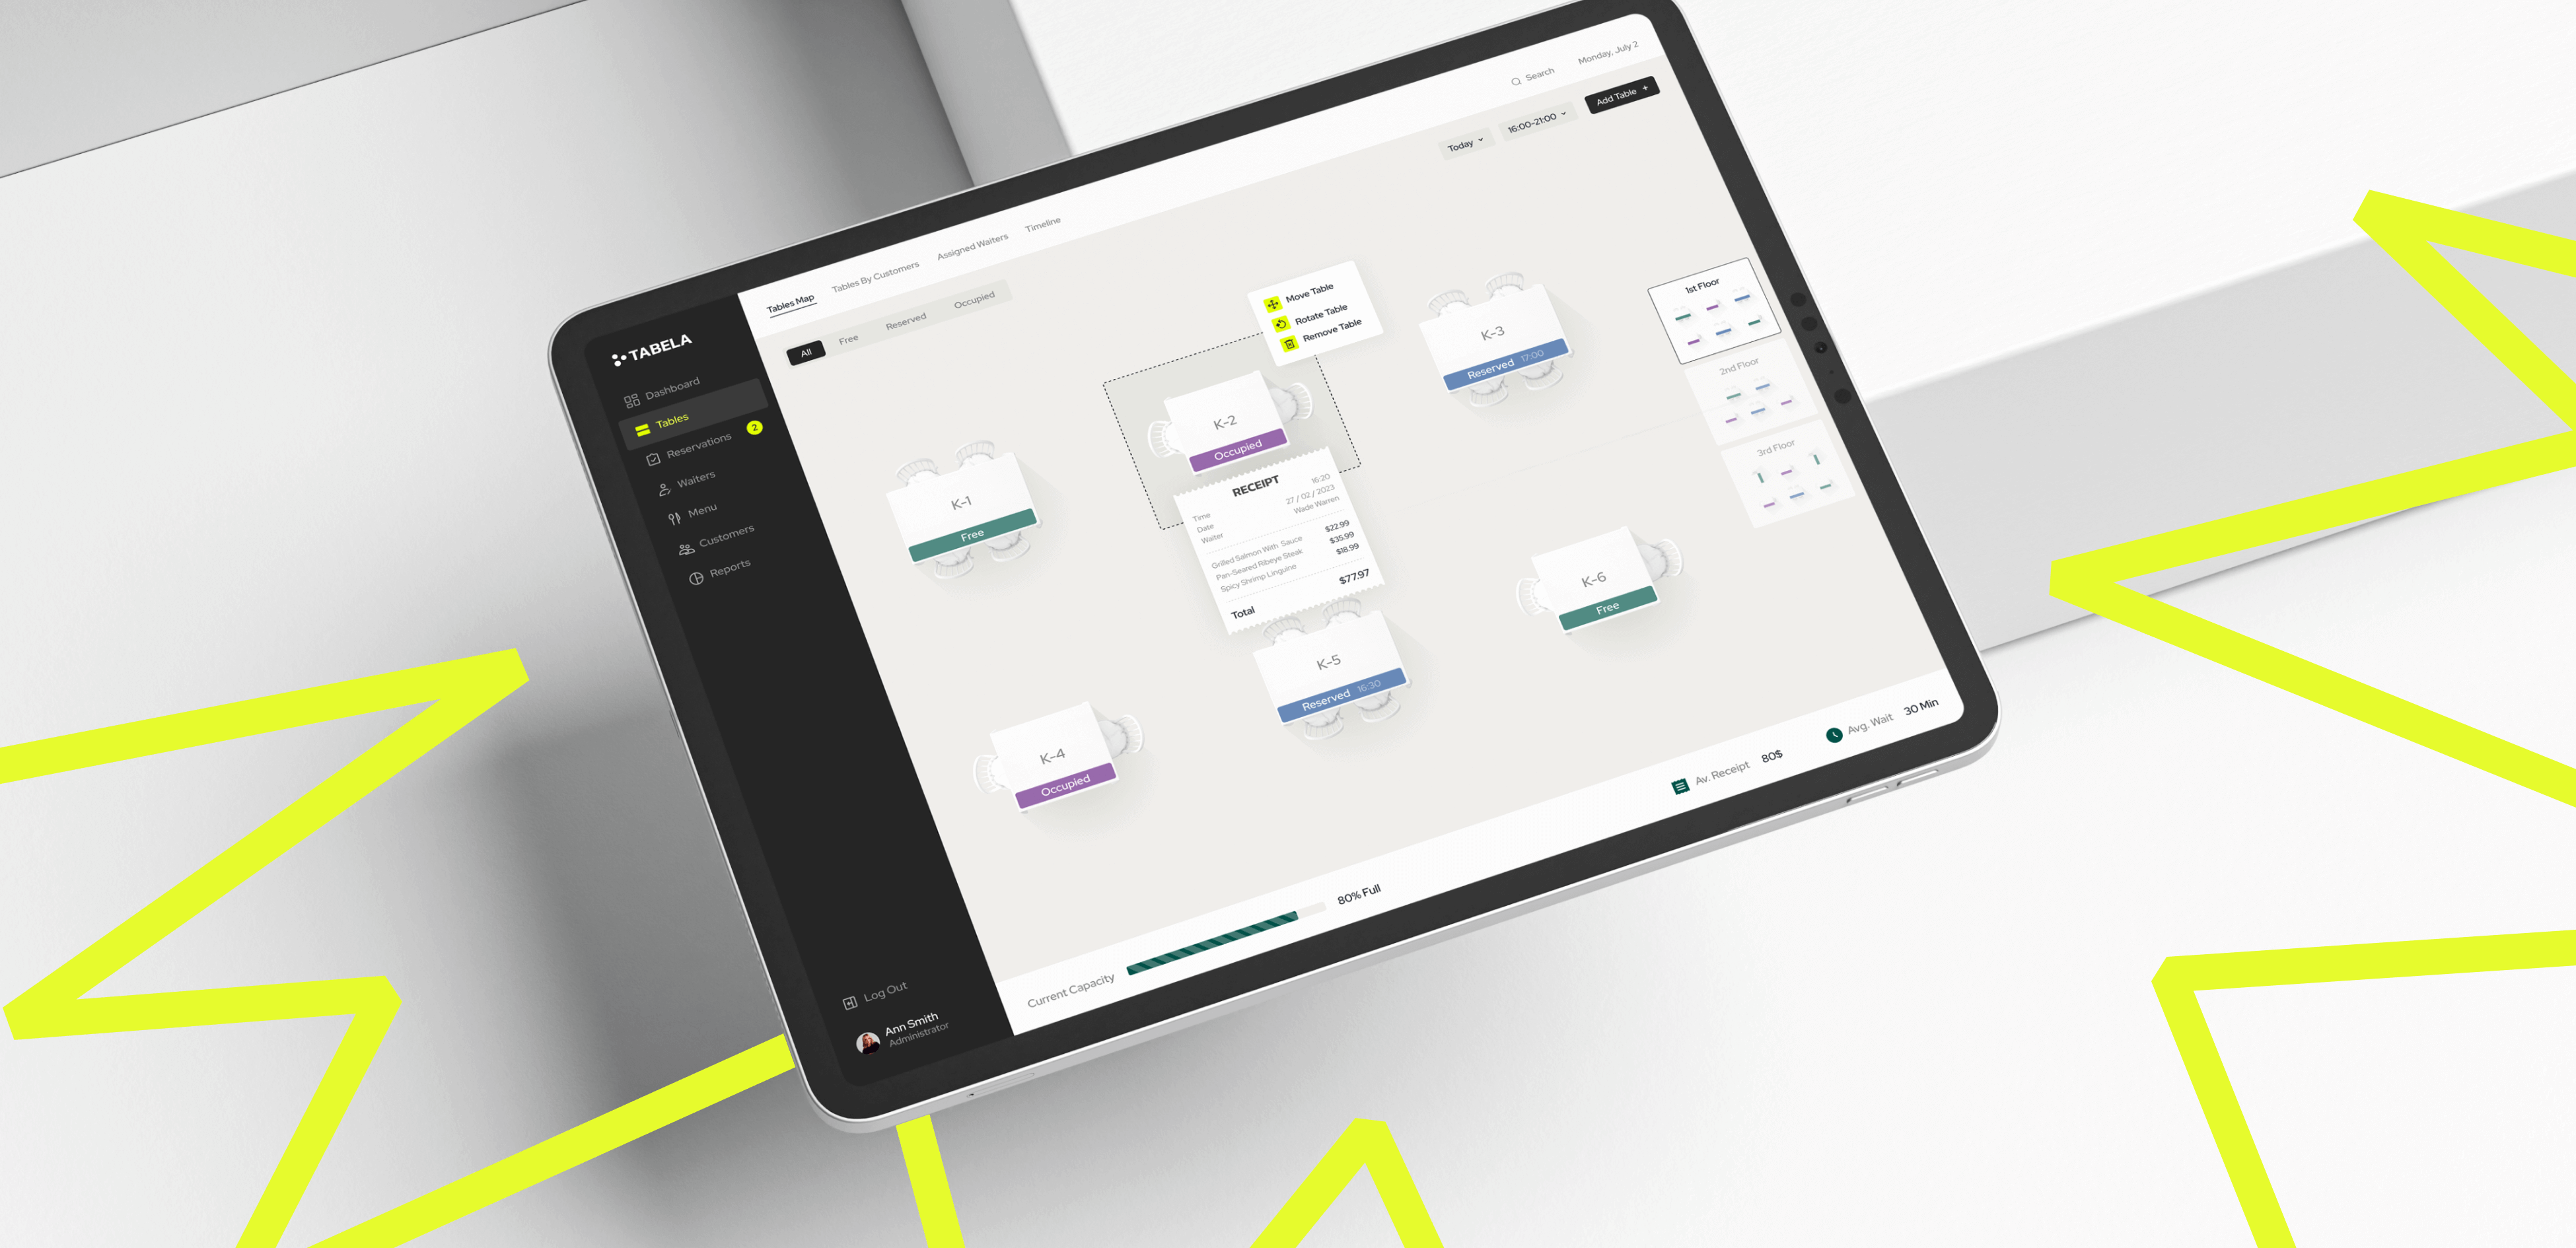 TABELA
Dashboard
Tables
Reservations 2
Waiters
Menu
Customers
Reports
Log Out
Ann Smith
Administrator
Tables Map Tables By Customers Assigned Waiters Timeline
Search Monday, July 2
All Free Reserved Occupied
Today 16:00-21:00 Add Table +
Move Table
Rotate Table
Remove Table
K-1
Free
K-2
Occupied
K-3
Reserved 17:00
RECEIPT
Time 16:20
Date 27 / 02 / 2023
Waiter Wade Warren
Grilled Salmon With Sauce $22.99
Pan-Seared Ribeye Steak $35.99
Spicy Shrimp Linguine $18.99
Total $77.97
K-4
Occupied
K-5
Reserved 16:30
K-6
Free
1st Floor
2nd Floor
3rd Floor
Current Capacity 80% Full
Av. Receipt 80$
Avg. Wait 30 Min